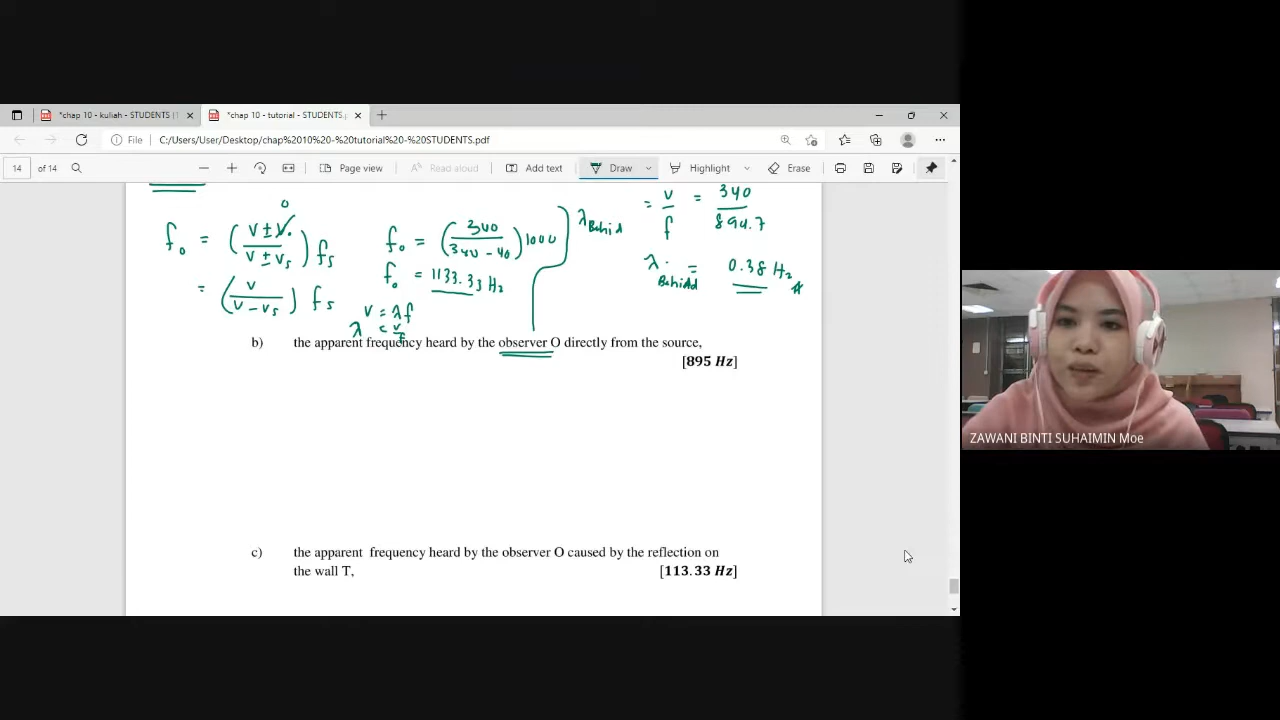 *chap 10 - kuliah - STUDENTS (1
*chap 10 - tutorial - STUDENTS.p
File C:/Users/User/Desktop/chap%2010%20-%20tutorial%20-%20STUDENTS.pdf
14 of 14 Page view Read aloud Add text Draw Highlight Erase
f₀ = (V ± V₀ / V ± Vs) fs
0
= (V / V - Vs) fs
f₀ = (340 / 340 - 40) 1000
f₀ = 1133.33 Hz
V = λf
λ = V/f
λ Behid
= V/f = 340/894.7
λ Behid = 0.38 Hz
b) the apparent frequency heard by the observer O directly from the source,
[895 Hz]
c) the apparent frequency heard by the observer O caused by the reflection on
the wall T, [113.33 Hz]
ZAWANI BINTI SUHAIMIN Moe